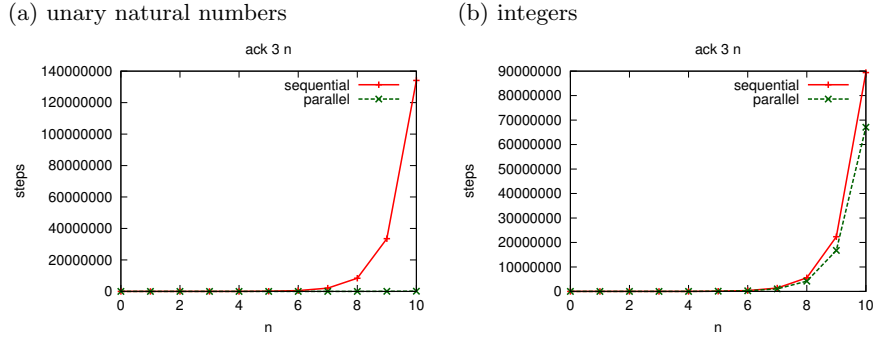 (a) unary natural numbers
ack 3 n
140000000
120000000
100000000
80000000
60000000
40000000
20000000
0
steps
sequential
parallel
0 2 4 6 8 10
n
(b) integers
ack 3 n
90000000
80000000
70000000
60000000
50000000
40000000
30000000
20000000
10000000
0
steps
sequential
parallel
0 2 4 6 8 10
n